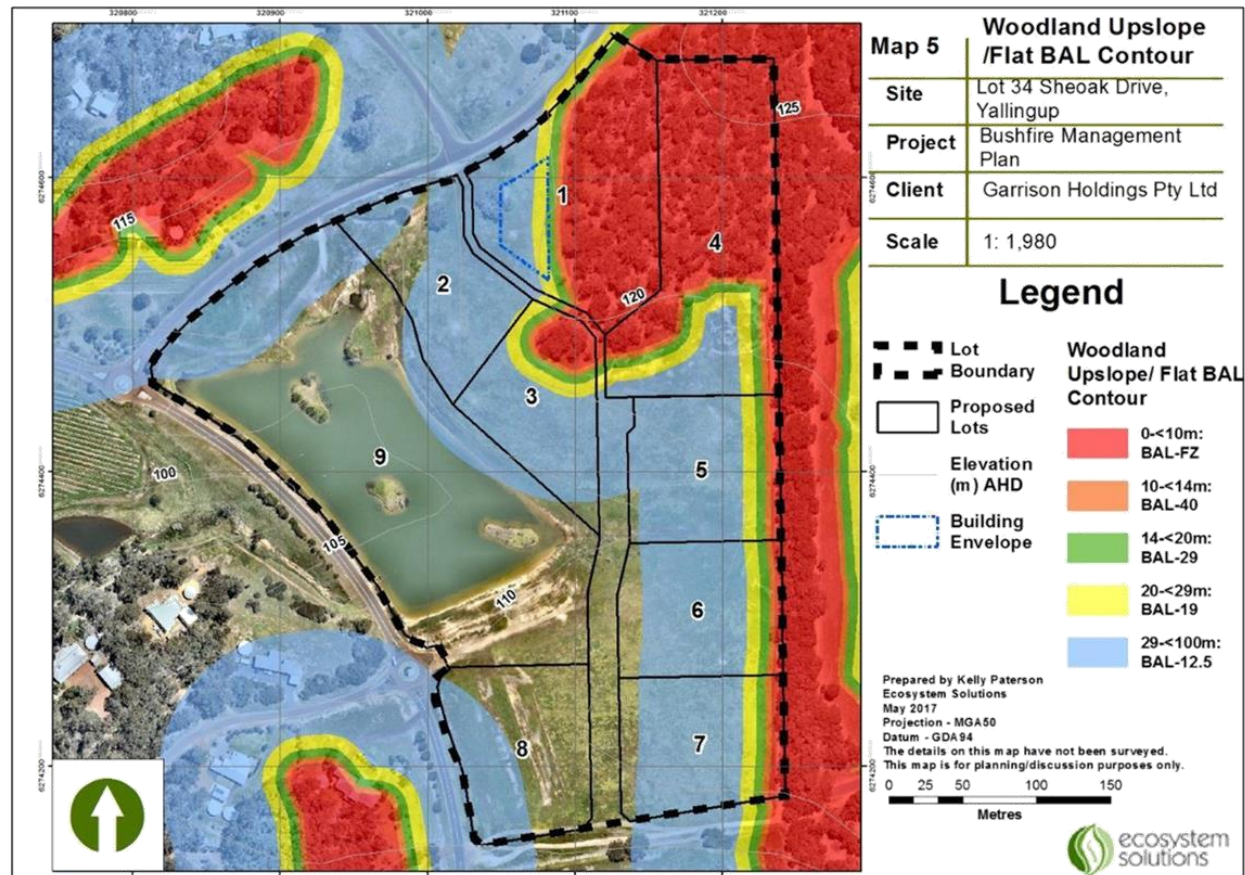 320800 320900 321000 321100 321200
Map 5
Woodland Upslope
/Flat BAL Contour
Site
Lot 34 Sheoak Drive,
Yallingup
Project
Bushfire Management
Plan
Client
Garrison Holdings Pty Ltd
Scale
1: 1,980
Legend
Lot
Boundary
Proposed
Lots
Elevation
(m) AHD
Building
Envelope
Woodland
Upslope/ Flat BAL
Contour
0-<10m:
BAL-FZ
10-<14m:
BAL-40
14-<20m:
BAL-29
20-<29m:
BAL-19
29-<100m:
BAL-12.5
Prepared by Kelly Paterson
Ecosystem Solutions
May 2017
Projection - MGA50
Datum - GDA94
The details on this map have not been surveyed.
This map is for planning/discussion purposes only.
0 25 50 100 150
Metres
ecosystem
solutions
125
6274600
6274600
1
115
4
2
120
3
9
5
100
6274400
6274400
105
110
6
7
8
6274200
6274200